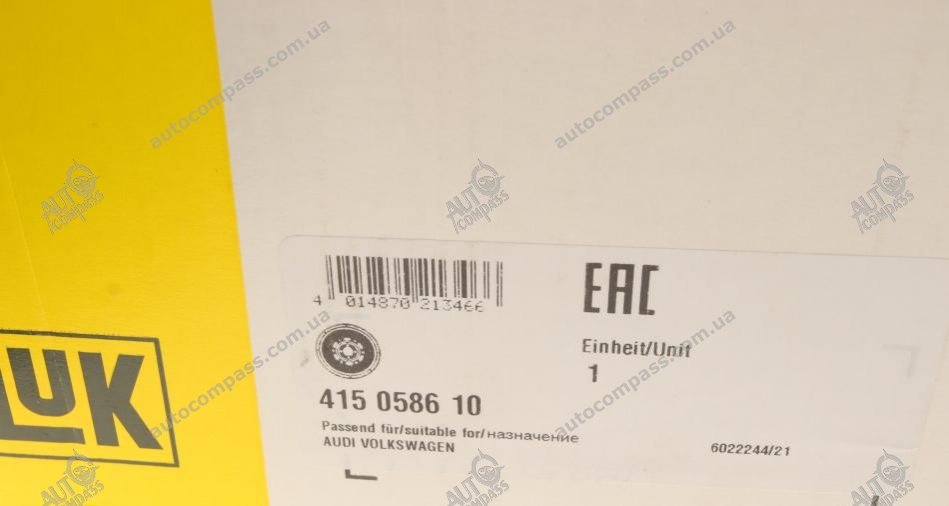 autocompass.com.ua
autocompass.com.ua
AUTO COMPASS
AUTO COMPASS
AUTO COMPASS
4 014870 213466
EAC
Einheit/Unit
1
415 0586 10
Passend für/suitable for/назначение
AUDI VOLKSWAGEN
6022244/21
LUK
autocompass.com.ua
autocompass.com.ua
AUTO COMPASS
AUTO COMPASS
AUTO COMPASS